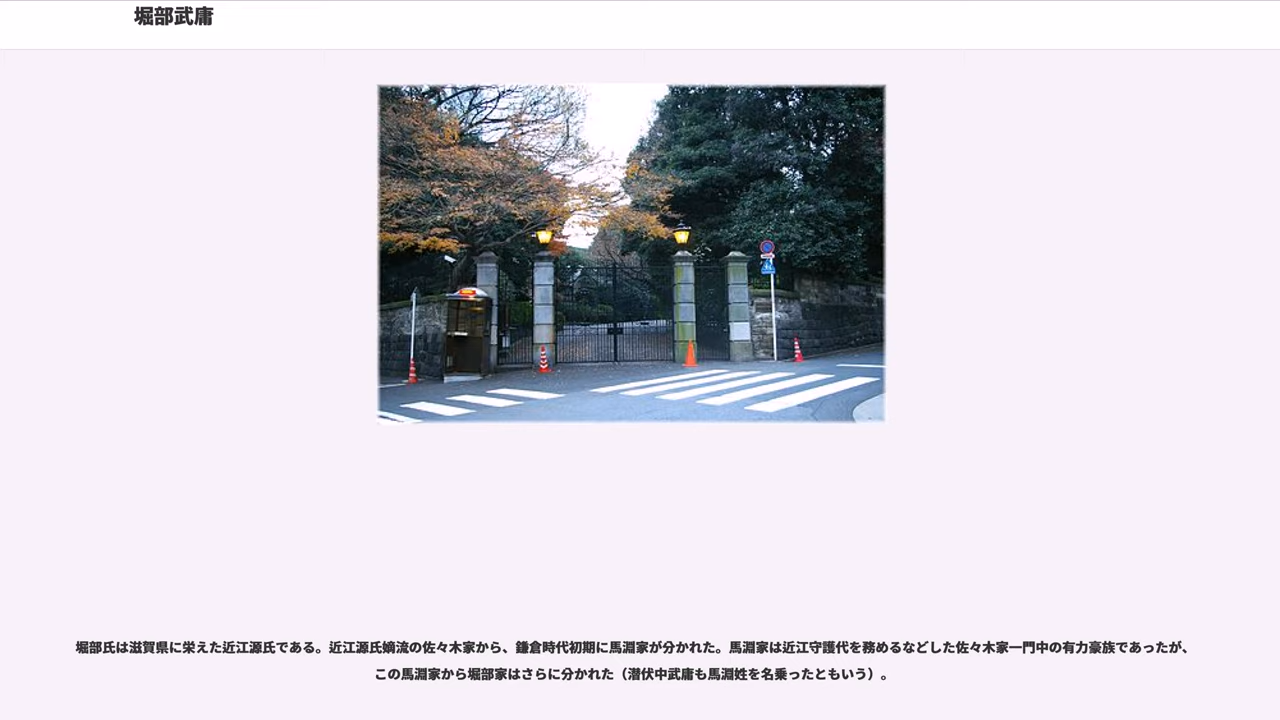 堀部武庸
堀部氏は滋賀県に栄えた近江源氏である。近江源氏嫡流の佐々木家から、鎌倉時代初期に馬淵家が分かれた。馬淵家は近江守護代を務めるなどした佐々木家一門中の有力豪族であったが、
この馬淵家から堀部家はさらに分かれた（潜伏中武庸も馬淵姓を名乗ったともいう）。